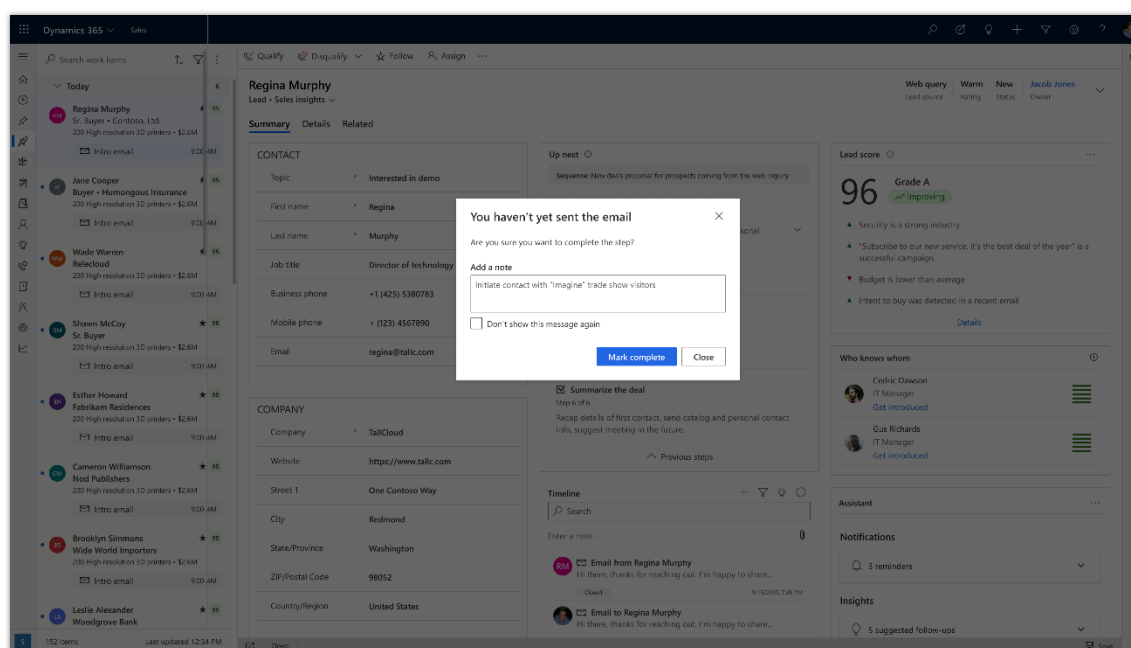 Dynamics 365
Sales
Search work items
Today
6
RM
Regina Murphy
95
Sr. Buyer • Contoso, Ltd.
200 High resolution 3D printers • $2.6M
Intro email
9:00 AM
Jane Cooper
95
Buyer • Humongous Insurance
200 High resolution 3D printers • $2.6M
Intro email
9:00 AM
WW
Wade Warren
95
Relecloud
200 High resolution 3D printers • $2.6M
Intro email
9:00 AM
SM
Shawn McCoy
95
Sr. Buyer
200 High resolution 3D printers • $2.6M
Intro email
9:00 AM
EH
Esther Howard
95
Fabrikam Residences
200 High resolution 3D printers • $2.6M
Intro email
9:00 AM
CW
Cameron Williamson
95
Nod Publishers
200 High resolution 3D printers • $2.6M
Intro email
9:00 AM
BS
Brooklyn Simmons
95
Wide World Importers
200 High resolution 3D printers • $2.6M
Intro email
9:00 AM
LA
Leslie Alexander
95
Woodgrove Bank
S
152 items
Last updated 12:34 PM
Qualify
Disqualify
Follow
Assign
Regina Murphy
Lead • Sales insights
Web query
Lead source
Warm
Rating
New
Status
Jacob Jones
Owner
Summary Details Related
CONTACT
Topic * Interested in demo
First name * Regina
Last name * Murphy
Job title Director of technology
Business phone +1 (425) 5380783
Mobile phone + (123) 4567890
Email regina@tallc.com
COMPANY
Company * TallCloud
Website https://www.tallc.com
Street 1 One Contoso Way
City Redmond
State/Province Washington
ZIP/Postal Code 98052
Country/Region United States
Up next
Sequence: New deals proposal for prospects coming from the web inquiry
You haven't yet sent the email
Are you sure you want to complete the step?
Add a note
Initiate contact with "Imagine" trade show visitors
Don't show this message again
Mark complete
Close
Summarize the deal
Step 6 of 6
Recap details of first contact, send catalog and personal contact
info, suggest meeting in the future.
Previous steps
Timeline
Search
Enter a note...
RM
Email from Regina Murphy
Hi there, thanks for reaching out. I'm happy to share...
Closed
Email to Regina Murphy
Hi there, thanks for reaching out. I'm happy to share...
Lead score
96
Grade A
Improving
Security is a strong industry
"Subscribe to our new service, it's the best deal of the year" is a
successful campaign.
Budget is lower than average
Intent to buy was detected in a recent email
Details
Who knows whom
Cedric Dawson
IT Manager
Get introduced
Gus Richards
IT Manager
Get introduced
Assistant
Notifications
3 reminders
Insights
5 suggested follow-ups
Open
Save